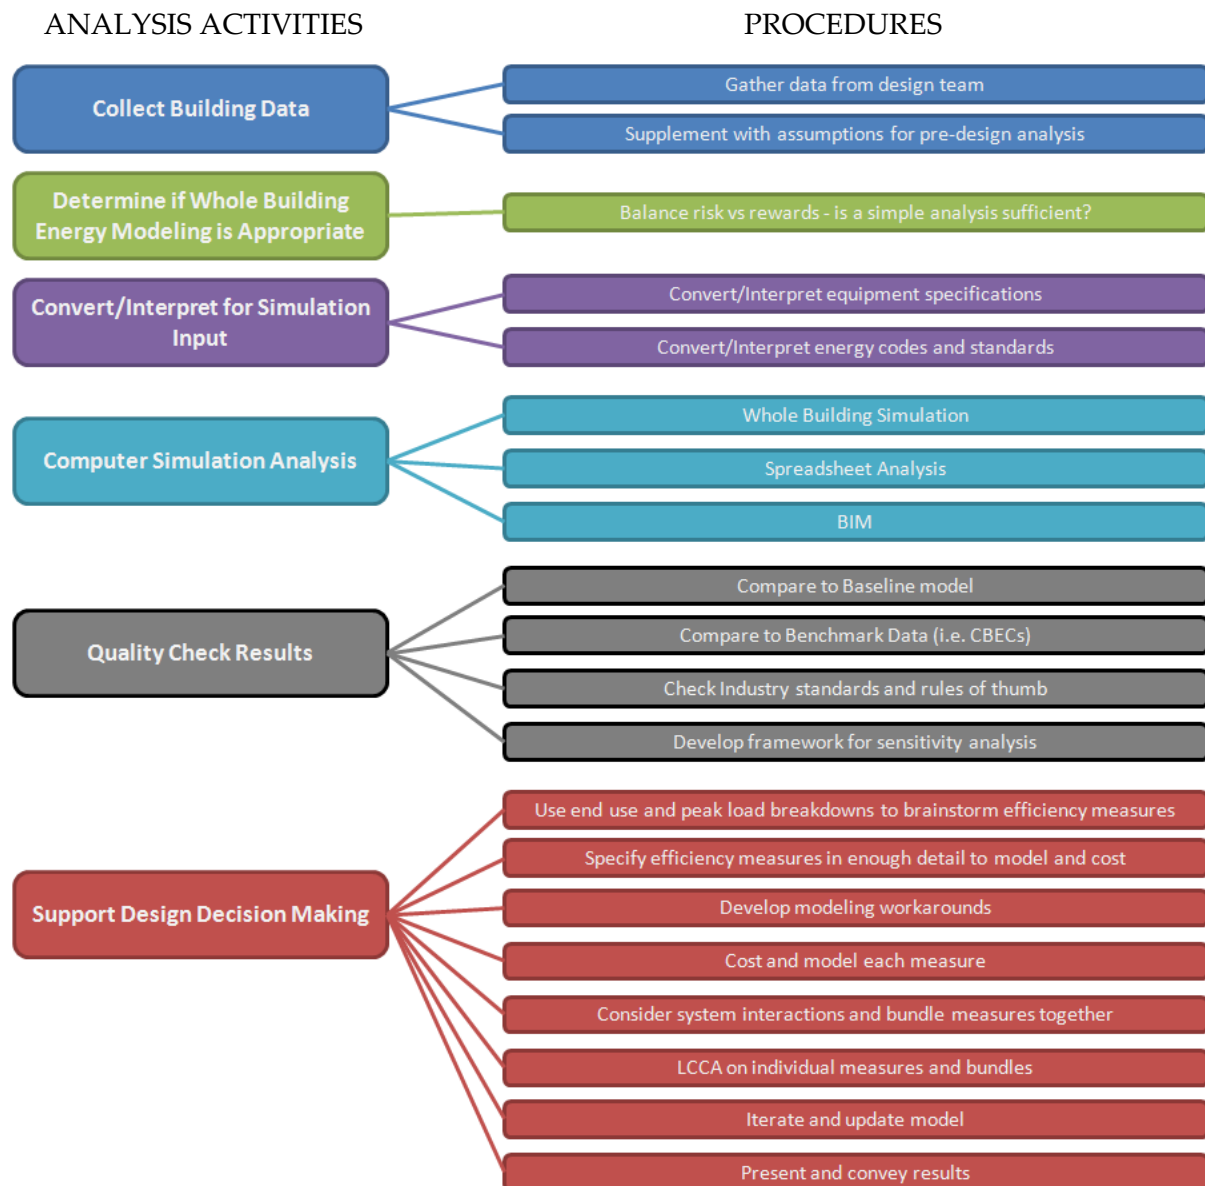 ANALYSIS ACTIVITIES
PROCEDURES
Collect Building Data
Gather data from design team
Supplement with assumptions for pre-design analysis
Determine if Whole Building
Energy Modeling is Appropriate
Balance risk vs rewards - is a simple analysis sufficient?
Convert/Interpret for Simulation
Input
Convert/Interpret equipment specifications
Convert/Interpret energy codes and standards
Computer Simulation Analysis
Whole Building Simulation
Spreadsheet Analysis
BIM
Quality Check Results
Compare to Baseline model
Compare to Benchmark Data (i.e. CBECs)
Check Industry standards and rules of thumb
Develop framework for sensitivity analysis
Support Design Decision Making
Use end use and peak load breakdowns to brainstorm efficiency measures
Specify efficiency measures in enough detail to model and cost
Develop modeling workarounds
Cost and model each measure
Consider system interactions and bundle measures together
LCCA on individual measures and bundles
Iterate and update model
Present and convey results